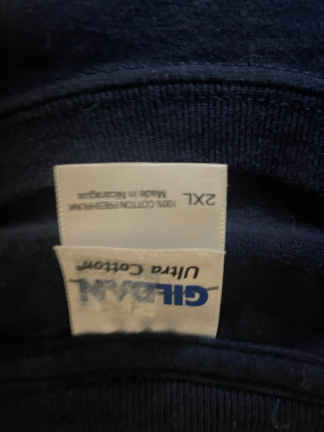 GILDAN
Ultra Cotton®
2XL
100% COTTON PRESHRUNK
Made in Nicaragua